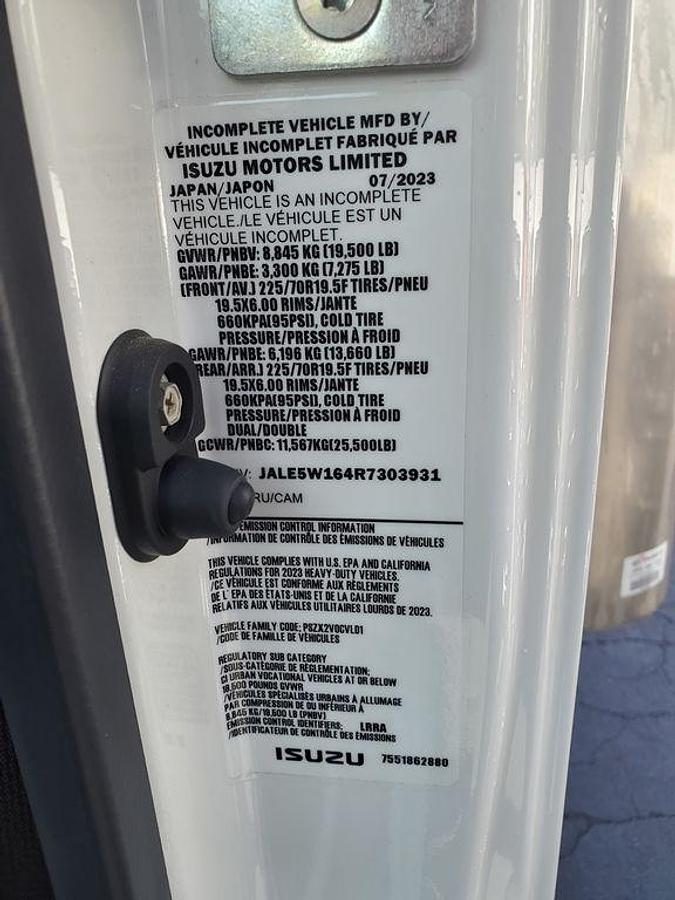 INCOMPLETE VEHICLE MFD BY/
VÉHICULE INCOMPLET FABRIQUÉ PAR
ISUZU MOTORS LIMITED
JAPAN/JAPON 07/2023
THIS VEHICLE IS AN INCOMPLETE
VEHICLE./LE VÉHICULE EST UN
VÉHICULE INCOMPLET.
GVWR/PNBV: 8,845 KG (19,500 LB)
GAWR/PNBE: 3,300 KG (7,275 LB)
(FRONT/AV.) 225/70R19.5F TIRES/PNEU
19.5X6.00 RIMS/JANTE
660KPA(95PSI), COLD TIRE
PRESSURE/PRESSION À FROID
GAWR/PNBE: 6,196 KG (13,660 LB)
REAR/ARR.) 225/70R19.5F TIRES/PNEU
19.5X6.00 RIMS/JANTE
660KPA(95PSI), COLD TIRE
PRESSURE/PRESSION À FROID
DUAL/DOUBLE
GCWR/PNBC: 11,567KG(25,500LB)
V: JALE5W164R7303931
RU/CAM
EMISSION CONTROL INFORMATION
/INFORMATION DE CONTRÔLE DES ÉMISSIONS DE VÉHICULES
THIS VEHICLE COMPLIES WITH U.S. EPA AND CALIFORNIA
REGULATIONS FOR 2023 HEAVY-DUTY VEHICLES.
/CE VÉHICULE EST CONFORME AUX RÈGLEMENTS
DE L' EPA DES ÉTATS-UNIS ET DE LA CALIFORNIE
RELATIFS AUX VÉHICULES UTILITAIRES LOURDS DE 2023.
VEHICLE FAMILY CODE: PSZX2VOCVLD1
/CODE DE FAMILLE DE VÉHICULES
REGULATORY SUB CATEGORY
/SOUS-CATÉGORIE DE RÉGLEMENTATION:
CI URBAN VOCATIONAL VEHICLES AT OR BELOW
19,500 POUNDS GVWR
/VÉHICULES SPÉCIALISÉS URBAINS À ALLUMAGE
PAR COMPRESSION DE OU INFÉRIEUR À
8,845 KG/19,500 LB (PNBV)
EMISSION CONTROL IDENTIFIERS: LRRA
/IDENTIFICATEUR DE CONTRÔLE DES ÉMISSIONS
ISUZU 7551862880